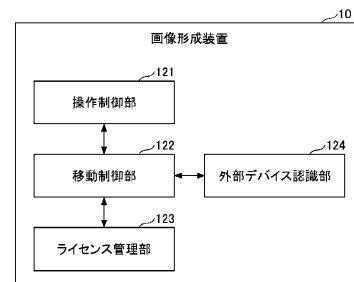 10
画像形成装置
121
操作制御部
122
移動制御部
124
外部デバイス認識部
123
ライセンス管理部